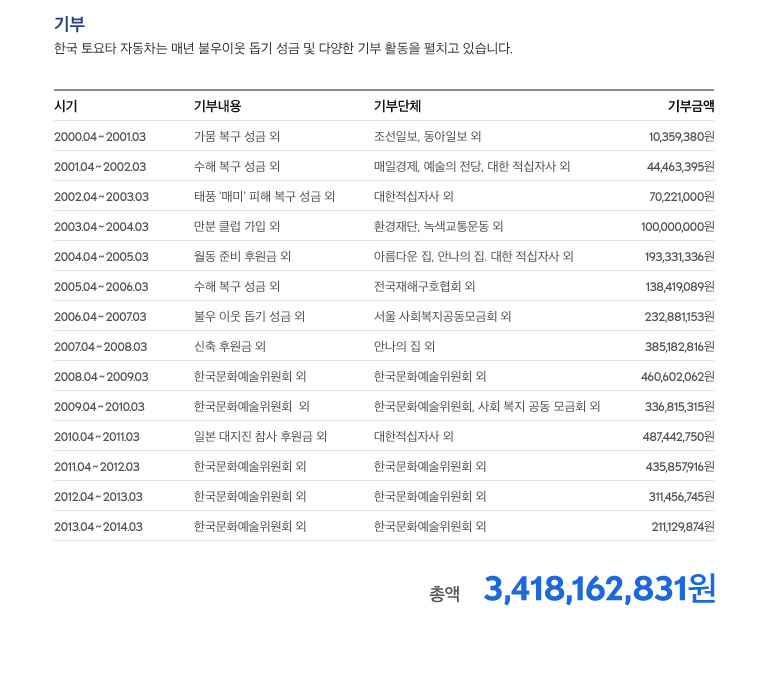 기부
한국 토요타 자동차는 매년 불우이웃 돕기 성금 및 다양한 기부 활동을 펼치고 있습니다.
시기 기부내용 기부단체 기부금액
2000.04~2001.03 가뭄 복구 성금 외 조선일보, 동아일보 외 10,359,380원
2001.04~2002.03 수해 복구 성금 외 매일경제, 예술의 전당, 대한 적십자사 외 44,463,395원
2002.04~2003.03 태풍 '매미' 피해 복구 성금 외 대한적십자사 외 70,221,000원
2003.04~2004.03 만분 클럽 가입 외 환경재단, 녹색교통운동 외 100,000,000원
2004.04~2005.03 월동 준비 후원금 외 아름다운 집, 안나의 집. 대한 적십자사 외 193,331,336원
2005.04~2006.03 수해 복구 성금 외 전국재해구호협회 외 138,419,089원
2006.04~2007.03 불우 이웃 돕기 성금 외 서울 사회복지공동모금회 외 232,881,153원
2007.04~2008.03 신축 후원금 외 안나의 집 외 385,182,816원
2008.04~2009.03 한국문화예술위원회 외 한국문화예술위원회 외 460,602,062원
2009.04~2010.03 한국문화예술위원회 외 한국문화예술위원회, 사회 복지 공동 모금회 외 336,815,315원
2010.04~2011.03 일본 대지진 참사 후원금 외 대한적십자사 외 487,442,750원
2011.04~2012.03 한국문화예술위원회 외 한국문화예술위원회 외 435,857,916원
2012.04~2013.03 한국문화예술위원회 외 한국문화예술위원회 외 311,456,745원
2013.04~2014.03 한국문화예술위원회 외 한국문화예술위원회 외 211,129,874원
총액 3,418,162,831원